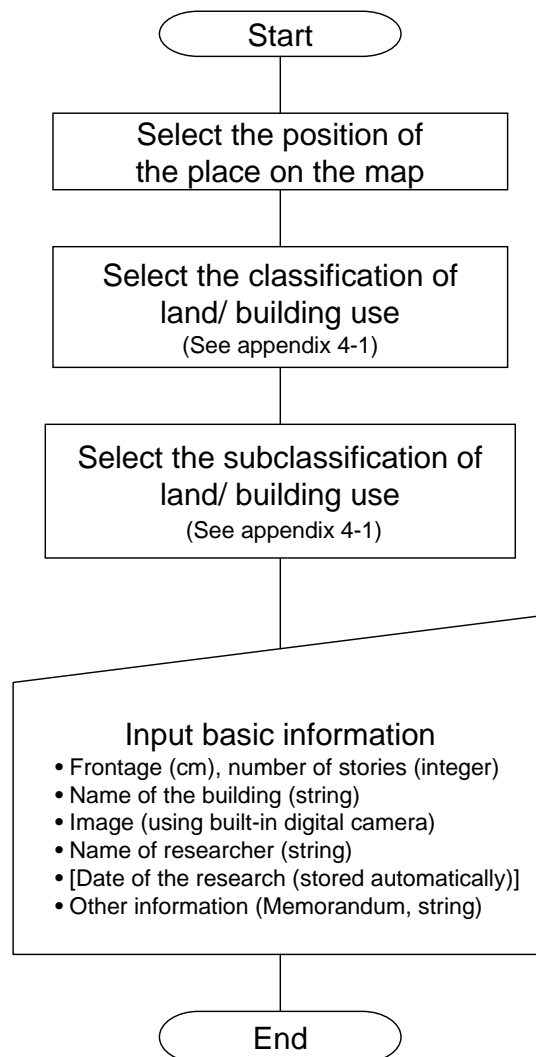 Start
Select the position of
the place on the map
Select the classification of
land/ building use
(See appendix 4-1)
Select the subclassification of
land/ building use
(See appendix 4-1)
Input basic information
• Frontage (cm), number of stories (integer)
• Name of the building (string)
• Image (using built-in digital camera)
• Name of researcher (string)
• [Date of the research (stored automatically)]
• Other information (Memorandum, string)
End